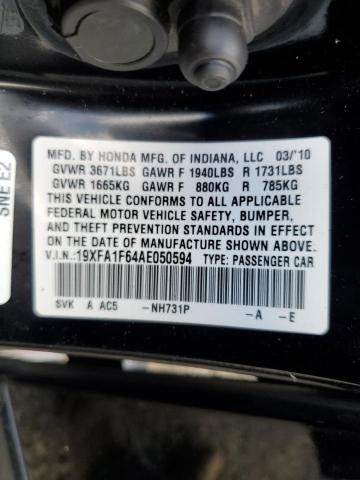 MFD. BY HONDA MFG. OF INDIANA, LLC 03/'10
GVWR 3671LBS GAWR F 1940LBS R 1731LBS
GVWR 1665KG GAWR F 880KG R 785KG
THIS VEHICLE CONFORMS TO ALL APPLICABLE
FEDERAL MOTOR VEHICLE SAFETY, BUMPER,
AND THEFT PREVENTION STANDARDS IN EFFECT
ON THE DATE OF MANUFACTURE SHOWN ABOVE.
V.I.N.: 19XFA1F64AE050594 TYPE: PASSENGER CAR
SVK A AC5 -NH731P -A -E
SNE E2